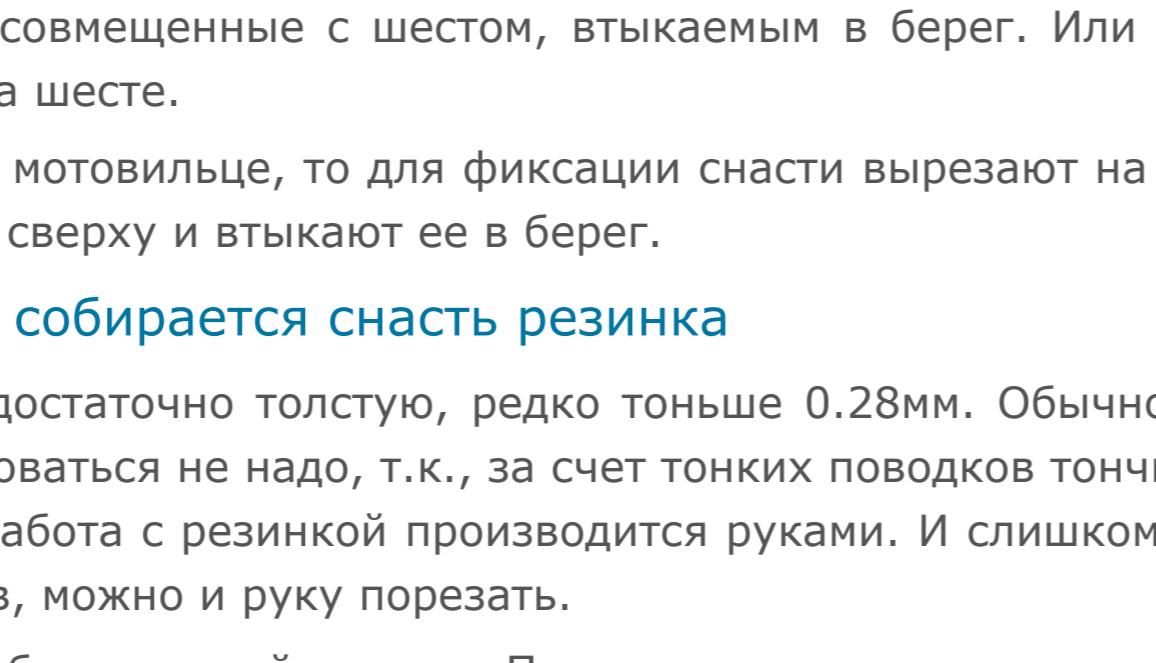 совмещенные с шестом, втыкаемым в берег. Или
а шесте.
мотовильце, то для фиксации снасти вырезают на
сверху и втыкают ее в берег.
собирается снасть резинка
достаточно толстую, редко тоньше 0.28мм. Обычно
оваться не надо, т.к., за счет тонких поводков
абота с резинкой производится руками. И слишком
в, можно и руку порезать.